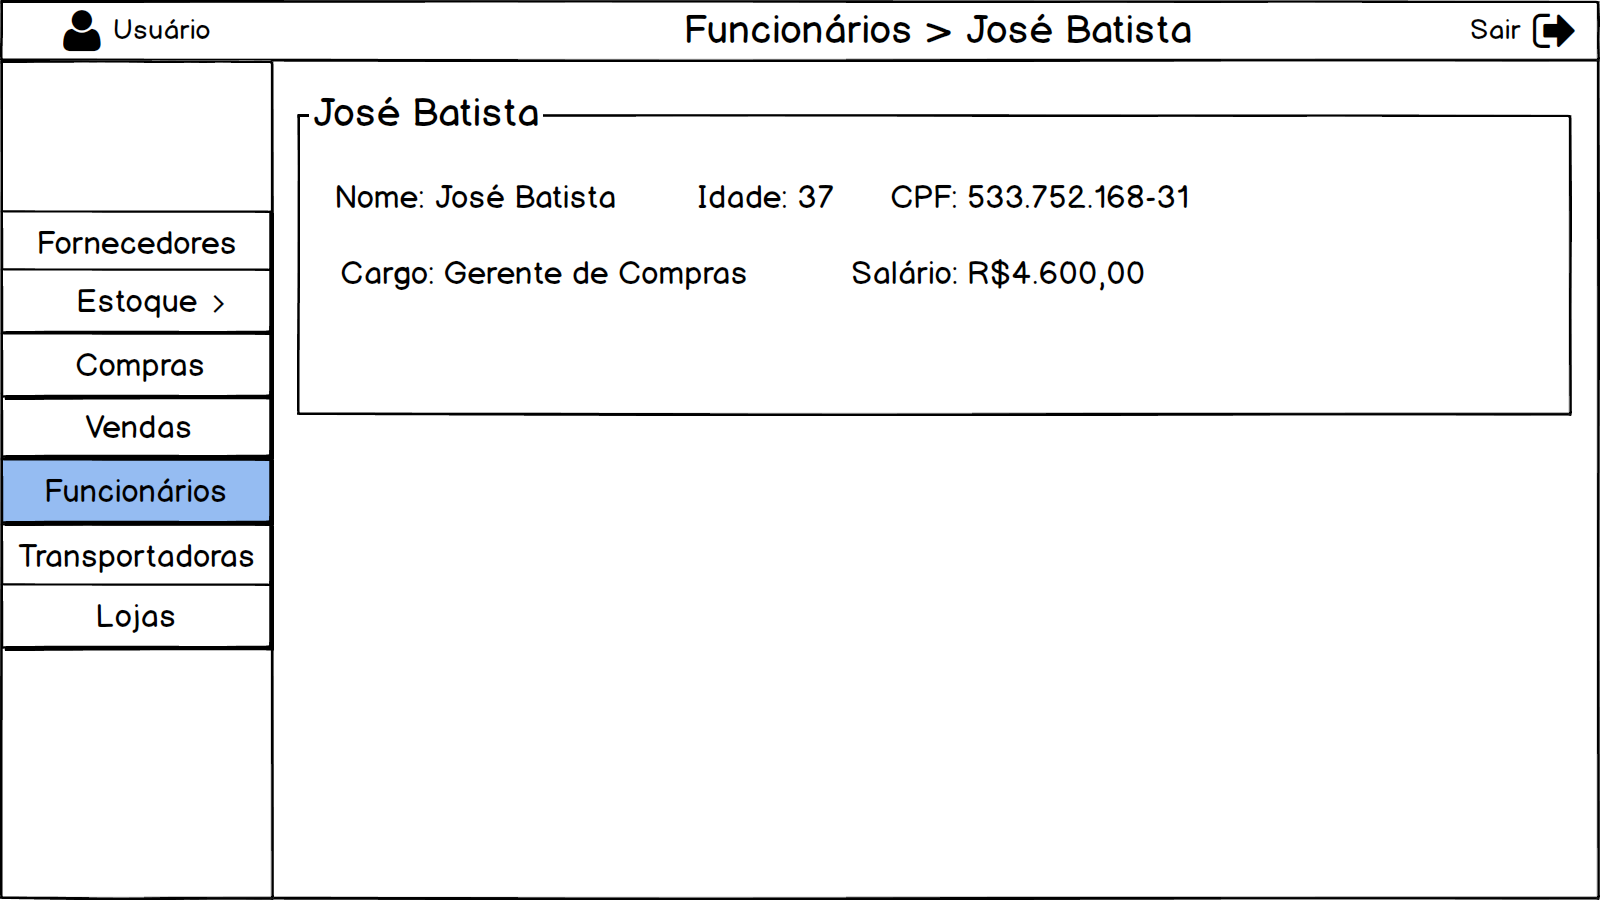 Usuário
Funcionários > José Batista
Sair
José Batista
Nome: José Batista Idade: 37 CPF: 533.752.168-31
Cargo: Gerente de Compras Salário: R$4.600,00
Fornecedores
Estoque >
Compras
Vendas
Funcionários
Transportadoras
Lojas